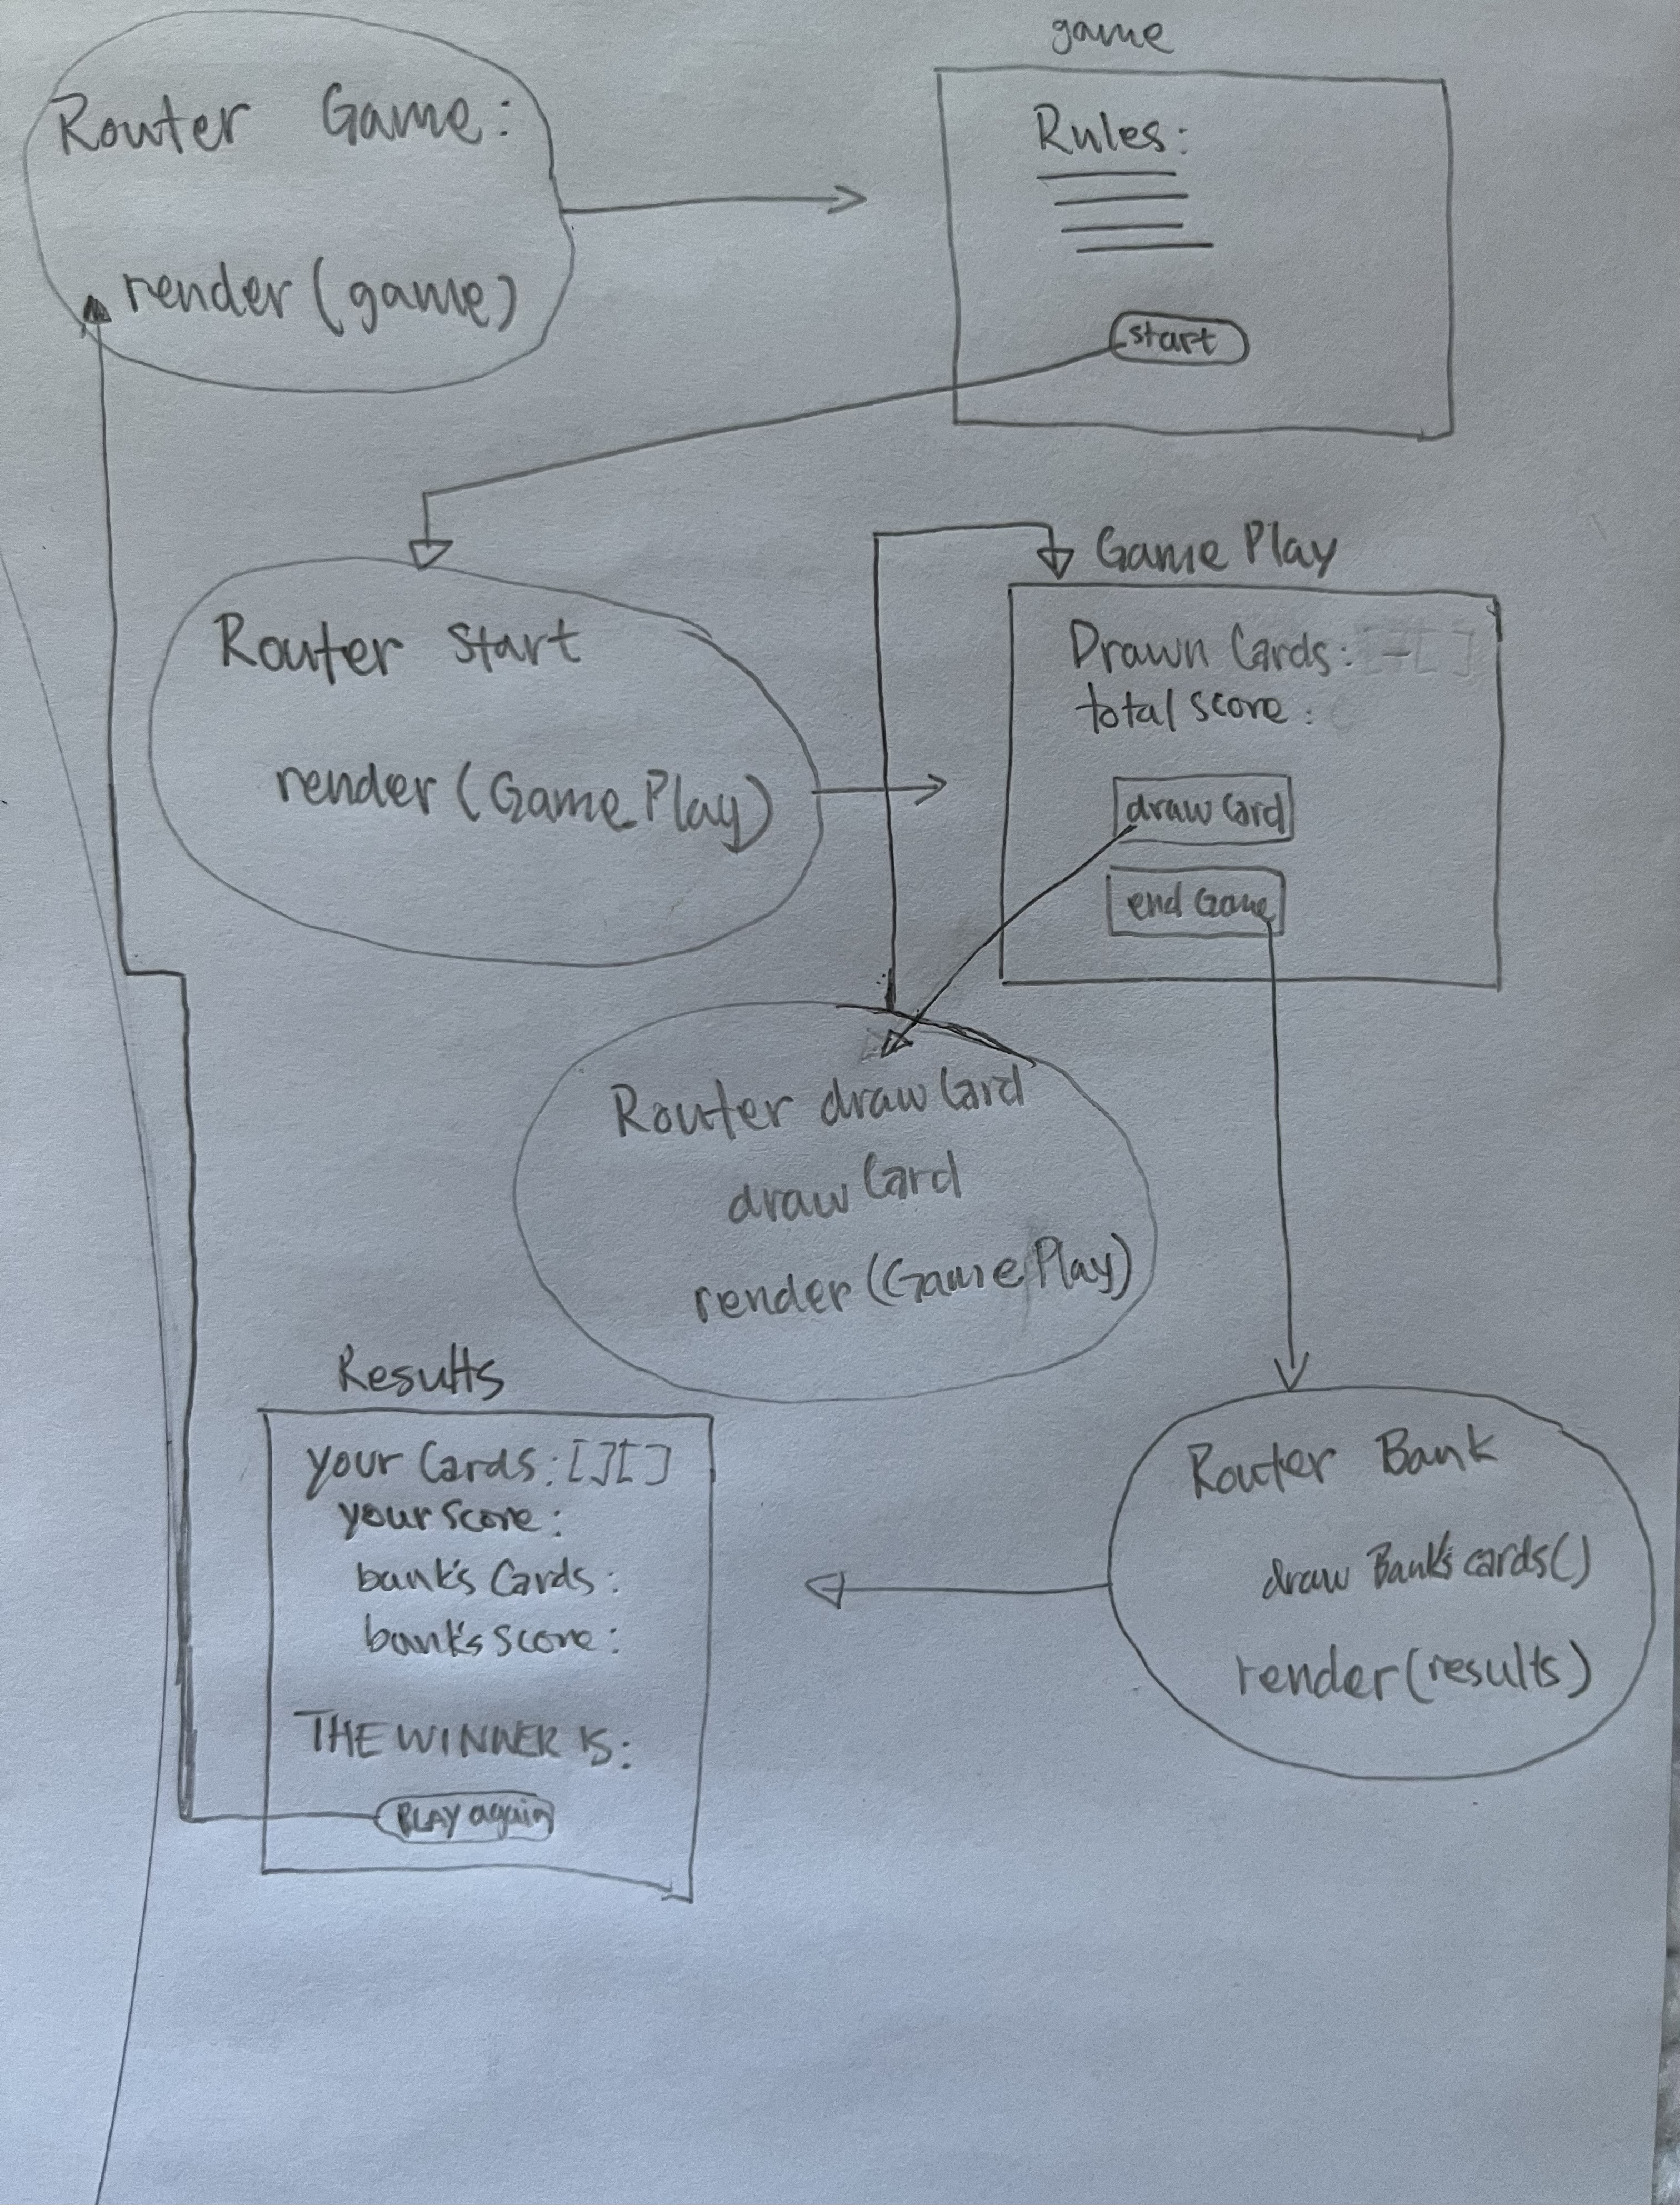 game
Router Game:
render (game)
Rules:
start
Router start
render (Game Play)
Game Play
Drawn Cards: [-[ ]
total score:
draw Card
end Game
Router draw Card
draw Card
render (Game Play)
Results
your Cards: [][]
your score:
bank's Cards:
bank's score:
THE WINNER IS:
PLAY again
Router Bank
draw Bank's cards()
render (results)